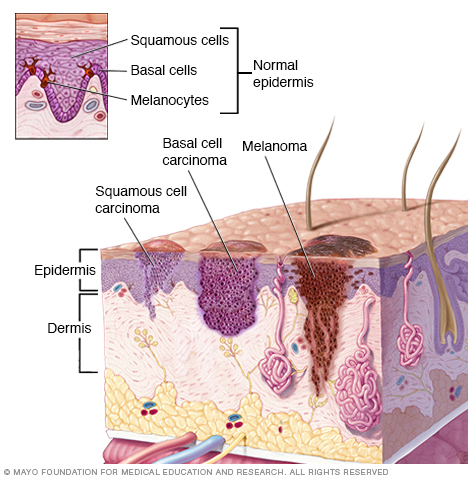 Squamous cells
Basal cells
Melanocytes
Normal
epidermis
Basal cell
carcinoma
Melanoma
Squamous cell
carcinoma
Epidermis
Dermis
© MAYO FOUNDATION FOR MEDICAL EDUCATION AND RESEARCH. ALL RIGHTS RESERVED